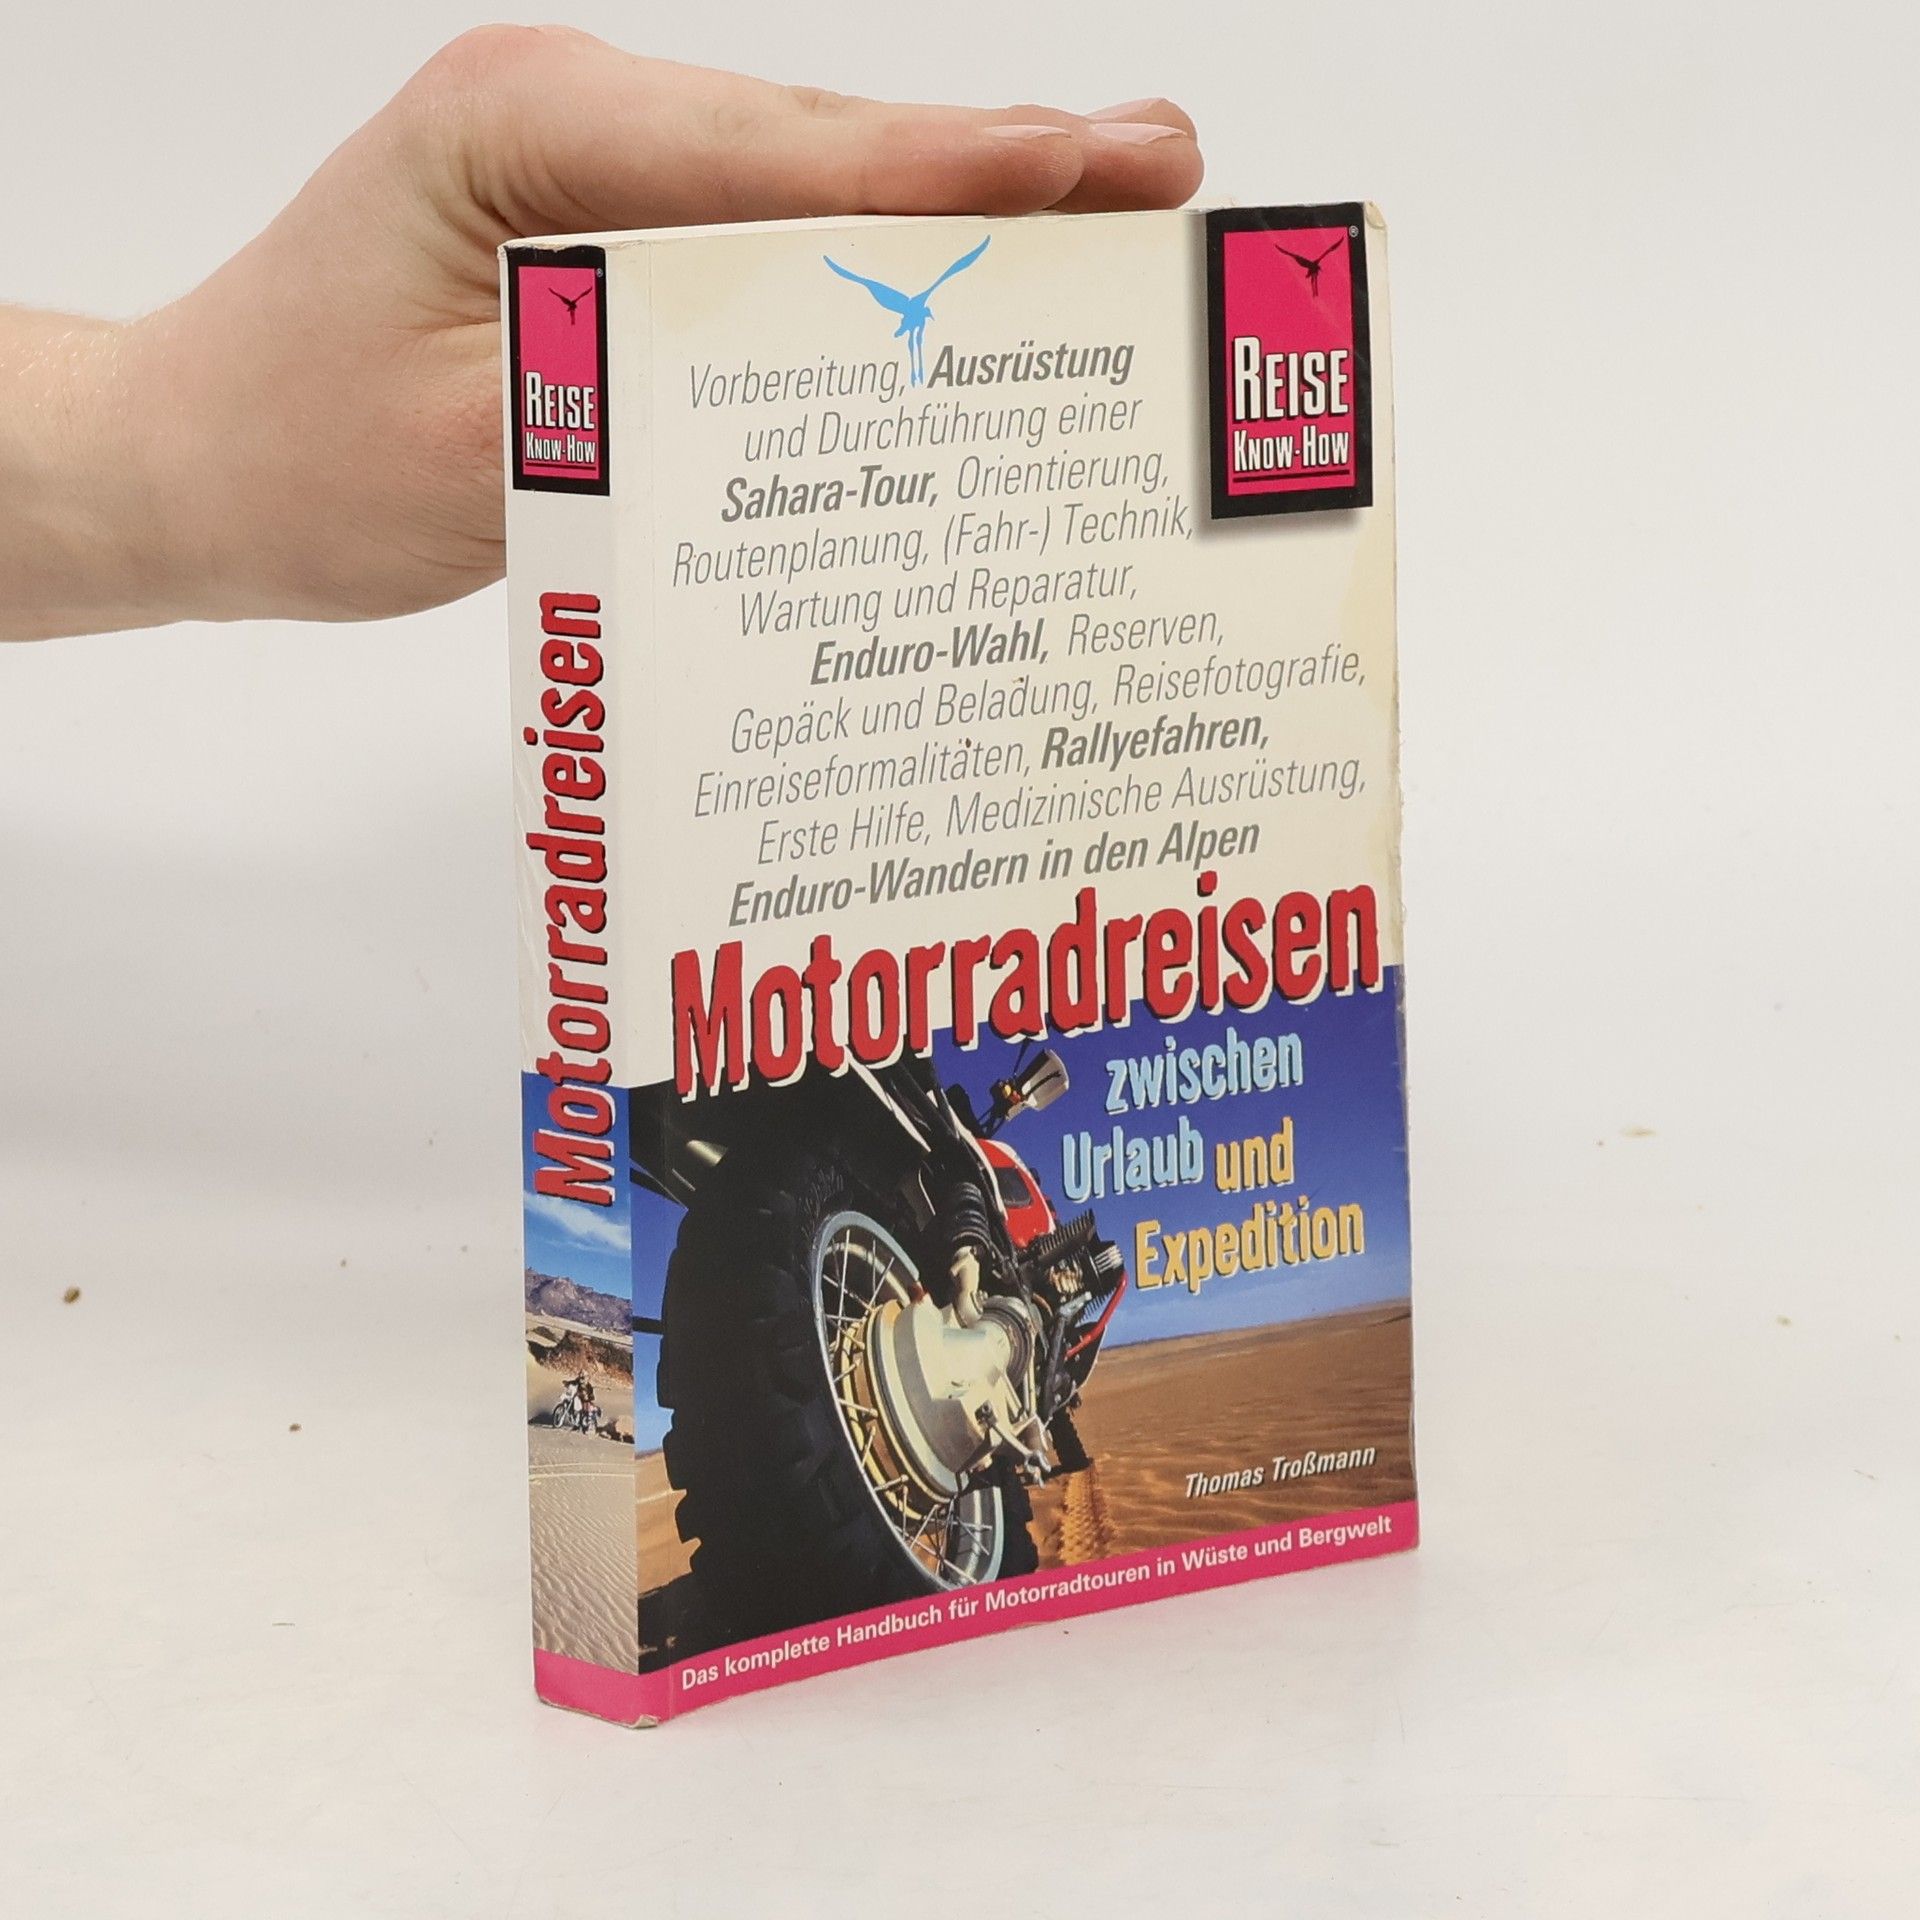 REISE
KNOW-HOW
Motorradreisen
®
REISE
KNOW-HOW
®
Vorbereitung, Ausrüstung
und Durchführung einer
Sahara-Tour, Orientierung,
Routenplanung, (Fahr-) Technik,
Wartung und Reparatur,
Enduro-Wahl, Reserven,
Gepäck und Beladung, Reisefotografie,
Einreiseformalitäten, Rallyefahren,
Erste Hilfe, Medizinische Ausrüstung,
Enduro-Wandern in den Alpen
Motorradreisen
zwischen
Urlaub und
Expedition
Thomas Troßmann
Das komplette Handbuch für Motorradtouren in Wüste und Bergwelt